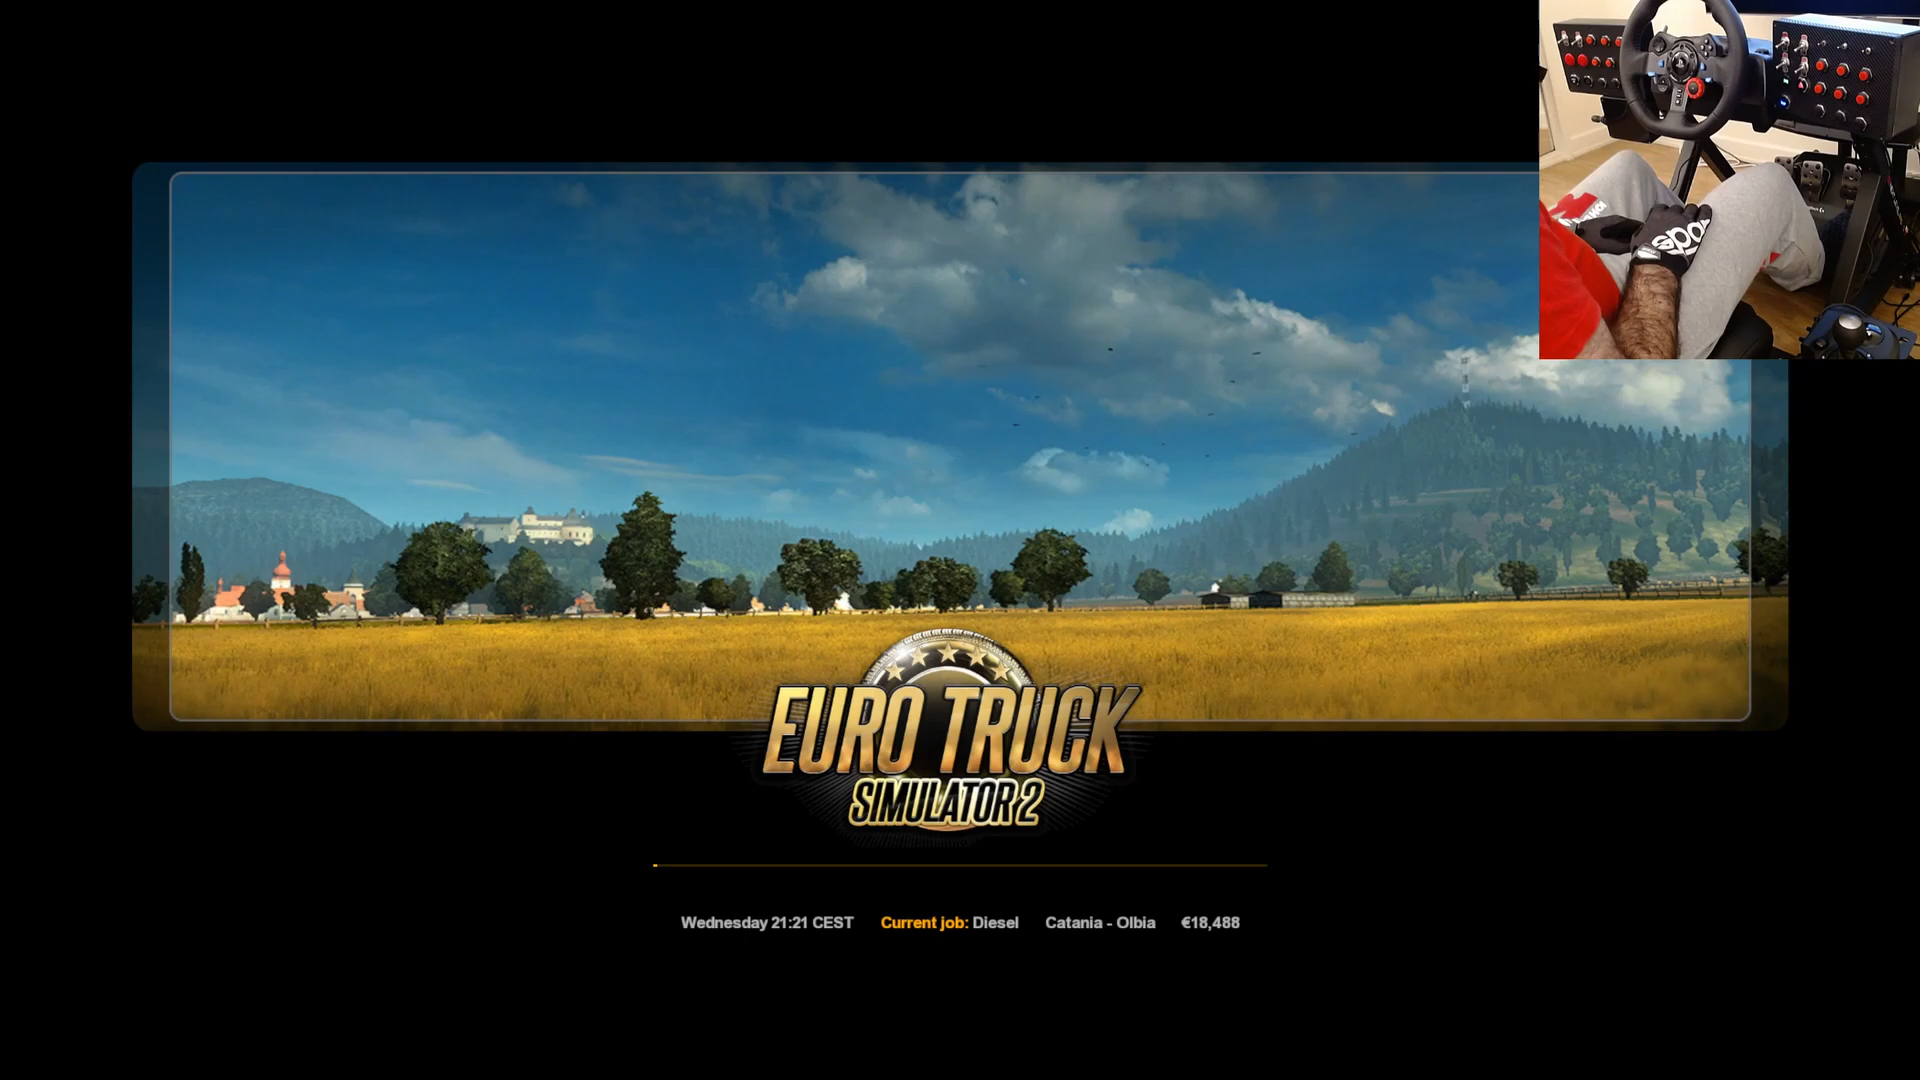 EURO TRUCK
SIMULATOR 2
Wednesday 21:21 CEST Current job: Diesel Catania - Olbia €18,488